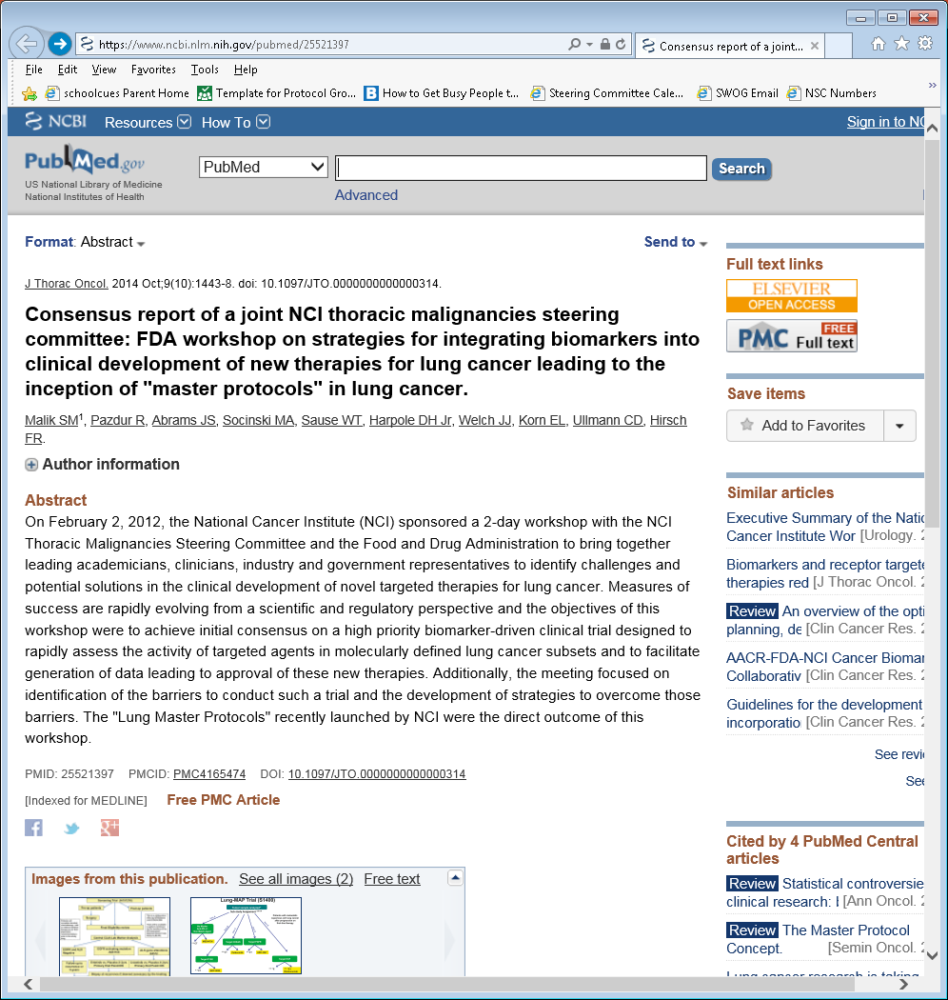 https://www.ncbi.nlm.nih.gov/pubmed/25521397
Consensus report of a joint...
File Edit View Favorites Tools Help
schoolcues Parent Home Template for Protocol Gro... How to Get Busy People t... Steering Committee Cale... SWOG Email NSC Numbers
NCBI Resources How To Sign in to NC
PubMed.gov
US National Library of Medicine
National Institutes of Health
PubMed
Search
Advanced
Format: Abstract
Send to
J Thorac Oncol. 2014 Oct;9(10):1443-8. doi: 10.1097/JTO.0000000000000314.
Consensus report of a joint NCI thoracic malignancies steering
committee: FDA workshop on strategies for integrating biomarkers into
clinical development of new therapies for lung cancer leading to the
inception of "master protocols" in lung cancer.
Malik SM1, Pazdur R, Abrams JS, Socinski MA, Sause WT, Harpole DH Jr, Welch JJ, Korn EL, Ullmann CD, Hirsch
FR.
Author information
Abstract
On February 2, 2012, the National Cancer Institute (NCI) sponsored a 2-day workshop with the NCI
Thoracic Malignancies Steering Committee and the Food and Drug Administration to bring together
leading academicians, clinicians, industry and government representatives to identify challenges and
potential solutions in the clinical development of novel targeted therapies for lung cancer. Measures of
success are rapidly evolving from a scientific and regulatory perspective and the objectives of this
workshop were to achieve initial consensus on a high priority biomarker-driven clinical trial designed to
rapidly assess the activity of targeted agents in molecularly defined lung cancer subsets and to facilitate
generation of data leading to approval of these new therapies. Additionally, the meeting focused on
identification of the barriers to conduct such a trial and the development of strategies to overcome those
barriers. The "Lung Master Protocols" recently launched by NCI were the direct outcome of this
workshop.
PMID: 25521397 PMCID: PMC4165474 DOI: 10.1097/JTO.0000000000000314
[Indexed for MEDLINE] Free PMC Article
Images from this publication. See all images (2) Free text
Lung-MAP Trial (S1400)
Full text links
ELSEVIER
OPEN ACCESS
PMC FREE
Full text
Save items
Add to Favorites
Similar articles
Executive Summary of the Natic
Cancer Institute Wor [Urology. 2
Biomarkers and receptor targete
therapies red [J Thorac Oncol. 2
Review An overview of the opti
planning, de [Clin Cancer Res. 2
AACR-FDA-NCI Cancer Biomar
Collaborativ [Clin Cancer Res. 2
Guidelines for the development
incorporatio [Clin Cancer Res. 2
See revie
See
Cited by 4 PubMed Central
articles
Review Statistical controversie
clinical research: [Ann Oncol. 2
Review The Master Protocol
Concept. [Semin Oncol. 2
Lung cancer research is taking